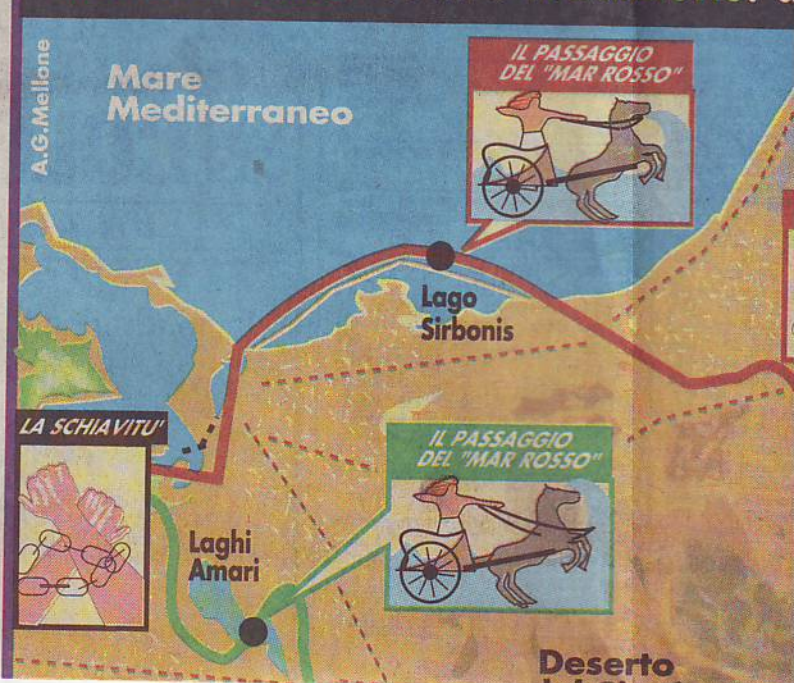 A.G.Mellone
Mare
Mediterraneo
IL PASSAGGIO
DEL "MAR ROSSO"
Lago
Sirbonis
LA SCHIAVITU'
IL PASSAGGIO
DEL "MAR ROSSO"
Laghi
Amari
Deserto